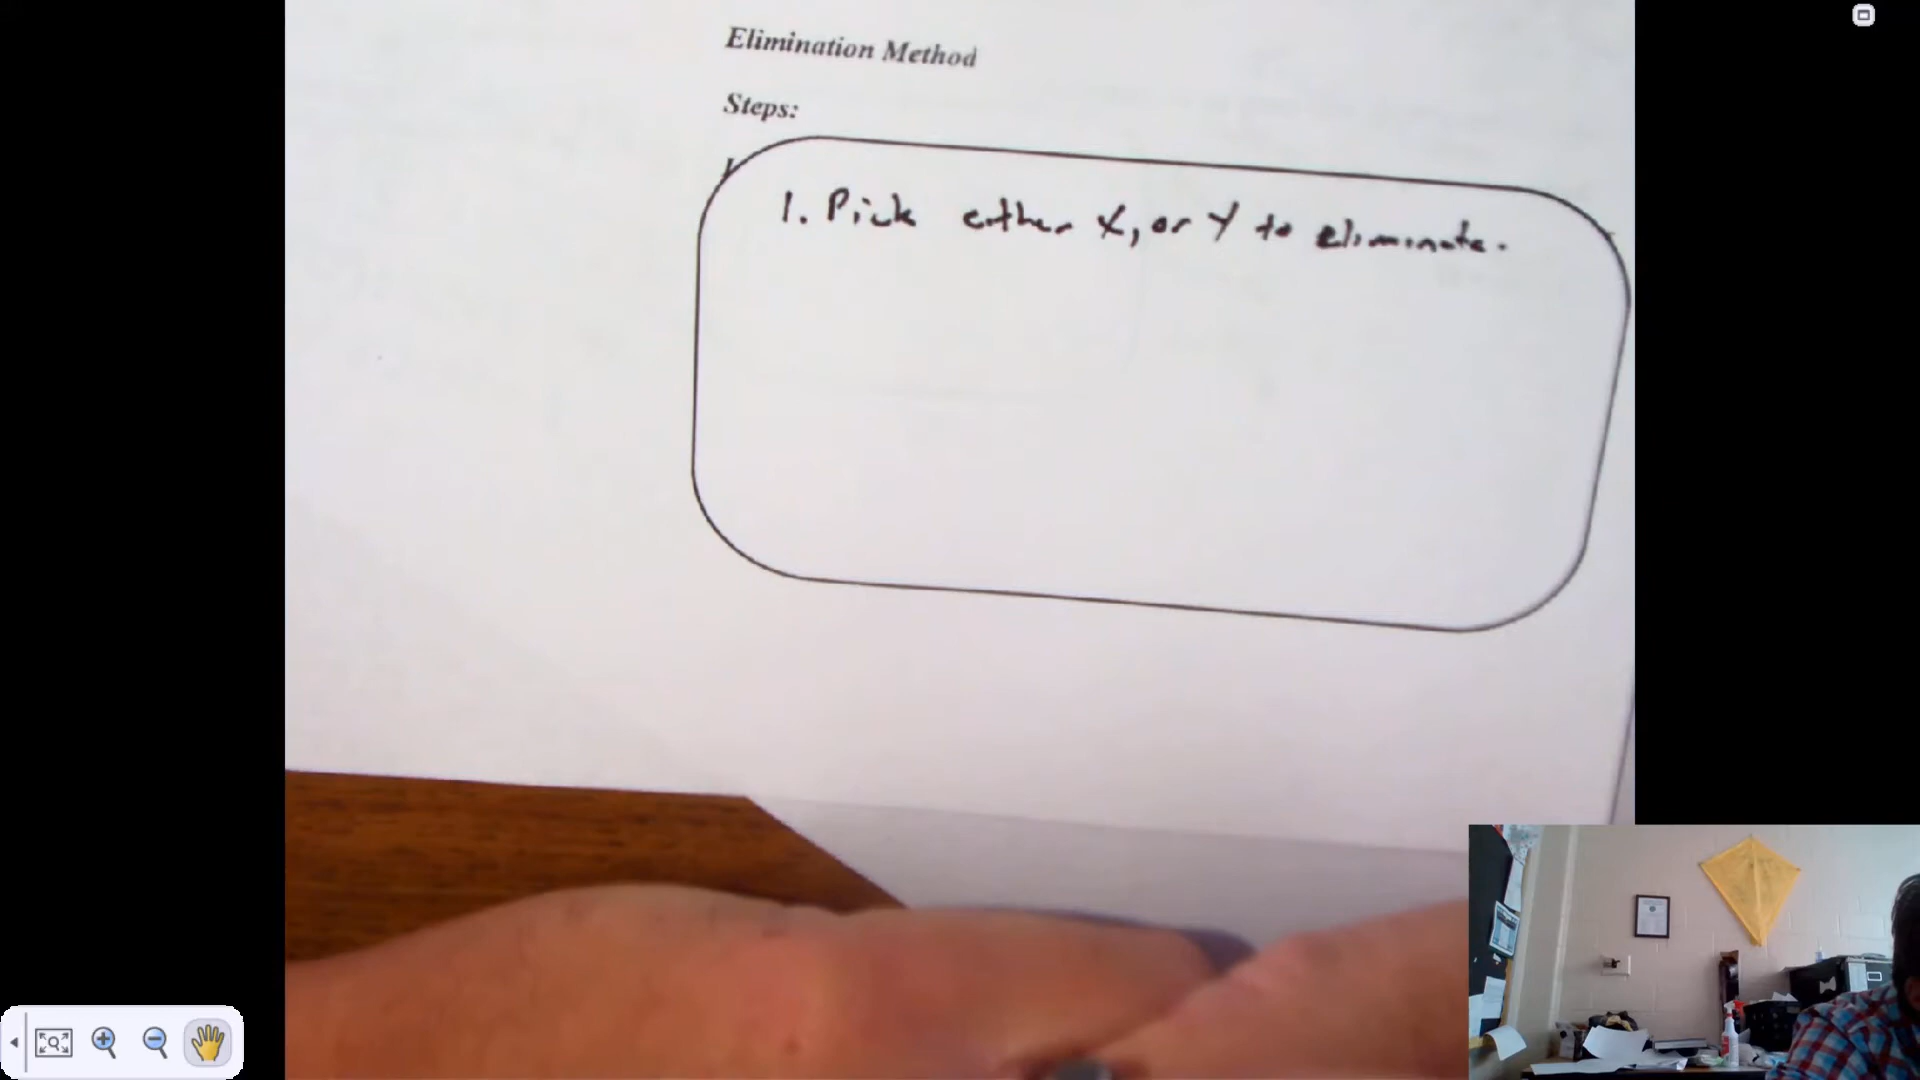 Elimination Method
Steps:
1. Pick either X, or Y to eliminate.